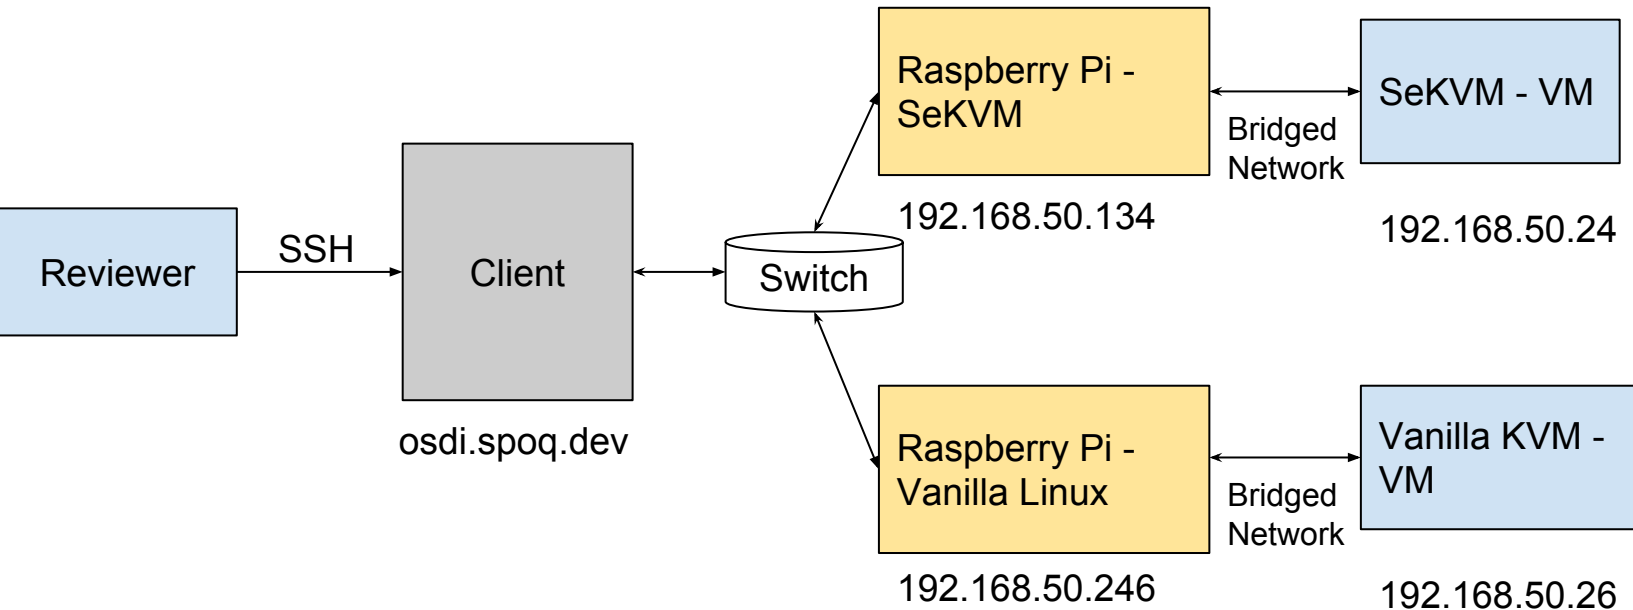 Reviewer
SSH
Client
osdi.spoq.dev
Switch
Raspberry Pi -
SeKVM
192.168.50.134
Bridged
Network
SeKVM - VM
192.168.50.24
Raspberry Pi -
Vanilla Linux
192.168.50.246
Bridged
Network
Vanilla KVM -
VM
192.168.50.26